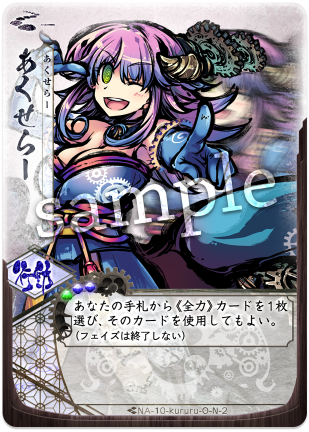 あくせらー
あくせらー
sample
行動
あなたの手札から《全力》カードを1枚
選び、そのカードを使用してもよい。
(フェイズは終了しない)
NA-10-kururu-O-N-2